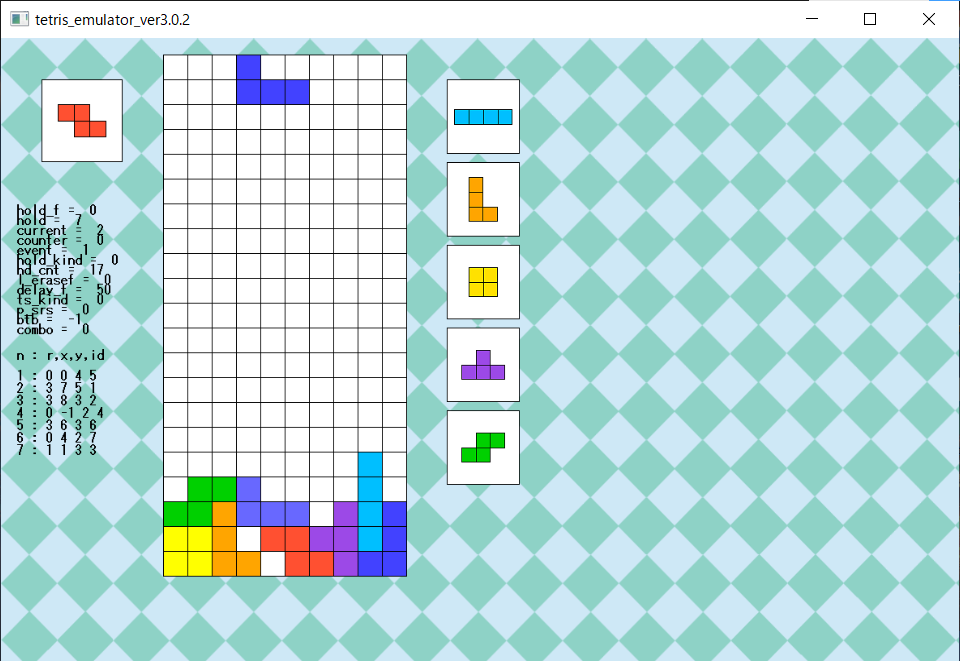 tetris_emulator_ver3.0.2
hold_f = 0
hold = 7
current = 2
counter = 0
event = 1
hold_kind = 0
hd_cnt = 17
l_erasef = 0
delay_f = 50
ts_kind = 0
p_srs = 0
btb = -1
combo = 0
n : r,x,y,id
1 : 0 0 4 5
2 : 3 7 5 1
3 : 3 8 3 2
4 : 0 -1 2 4
5 : 3 6 3 6
6 : 0 4 2 7
7 : 1 1 3 3